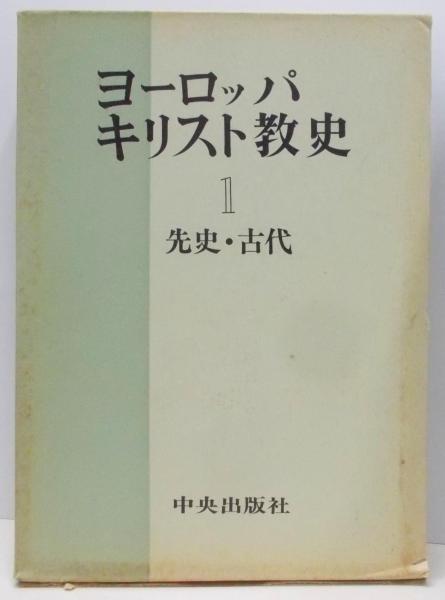 ヨーロッパ
キリスト教史
1
先史・古代
中央出版社